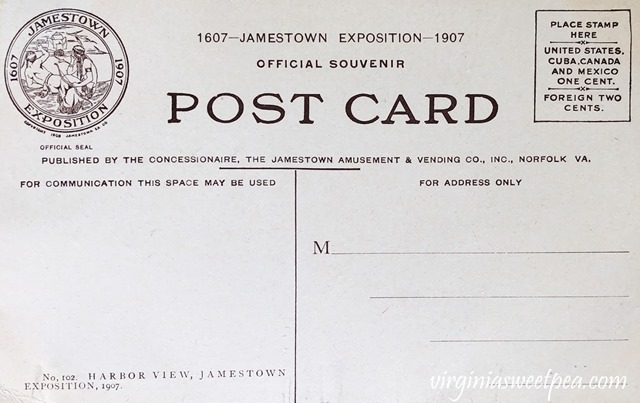 JAMESTOWN
1607 1907
EXPOSITION
OFFICIAL SEAL
1607—JAMESTOWN EXPOSITION—1907
OFFICIAL SOUVENIR
POST CARD
PLACE STAMP
HERE
UNITED STATES,
CUBA, CANADA
AND MEXICO
ONE CENT.
FOREIGN TWO
CENTS.
PUBLISHED BY THE CONCESSIONAIRE, THE JAMESTOWN AMUSEMENT & VENDING CO., INC., NORFOLK VA.
FOR COMMUNICATION THIS SPACE MAY BE USED
FOR ADDRESS ONLY
M
No, 102. HARBOR VIEW, JAMESTOWN
EXPOSITION, 1907.
virginiasweetpea.com